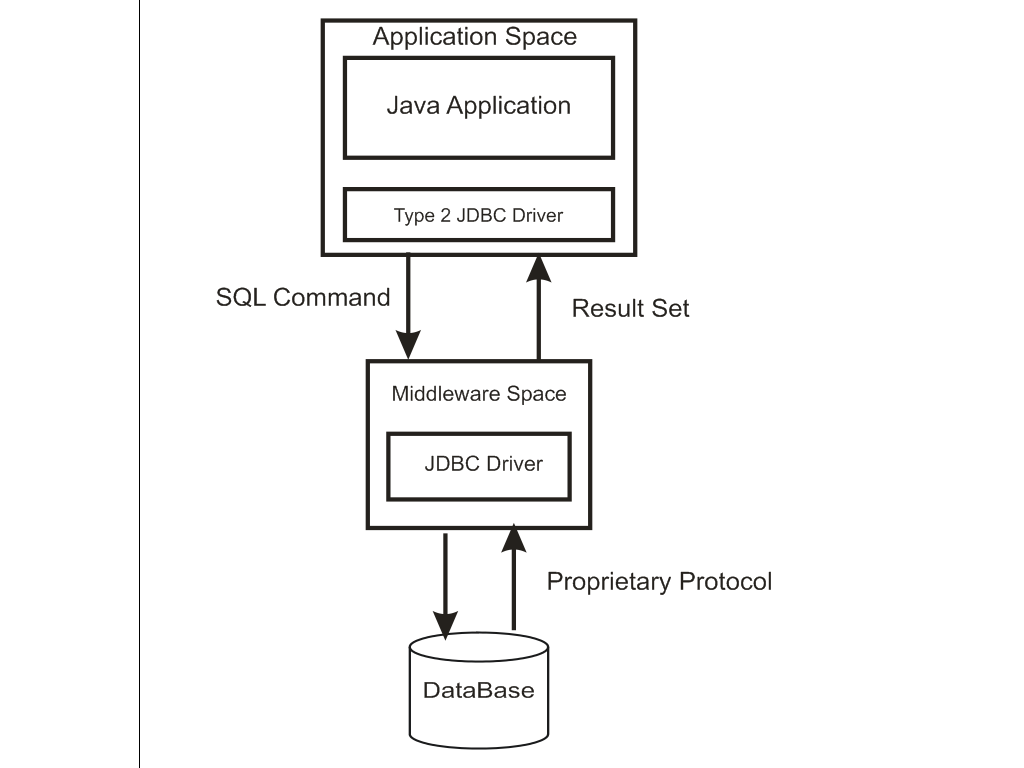 Application Space
Java Application
Type 2 JDBC Driver
SQL Command
Result Set
Middleware Space
JDBC Driver
Proprietary Protocol
DataBase